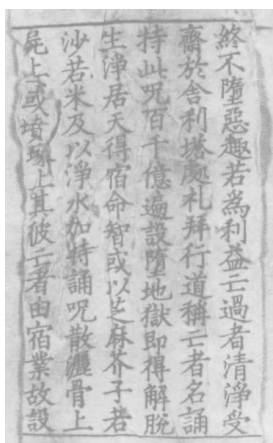 終不墮惡趣若為利益亡過者清淨受
齋於舍利塔處礼拜行道稱亡者名誦
持此呪百千億遍設墮地獄即得解脫
生淨居天得宿命智或以芝麻芥子若
沙若米及以淨水加持誦呪散灑骨上
屍上或墳塚上其彼亡者由宿業故設